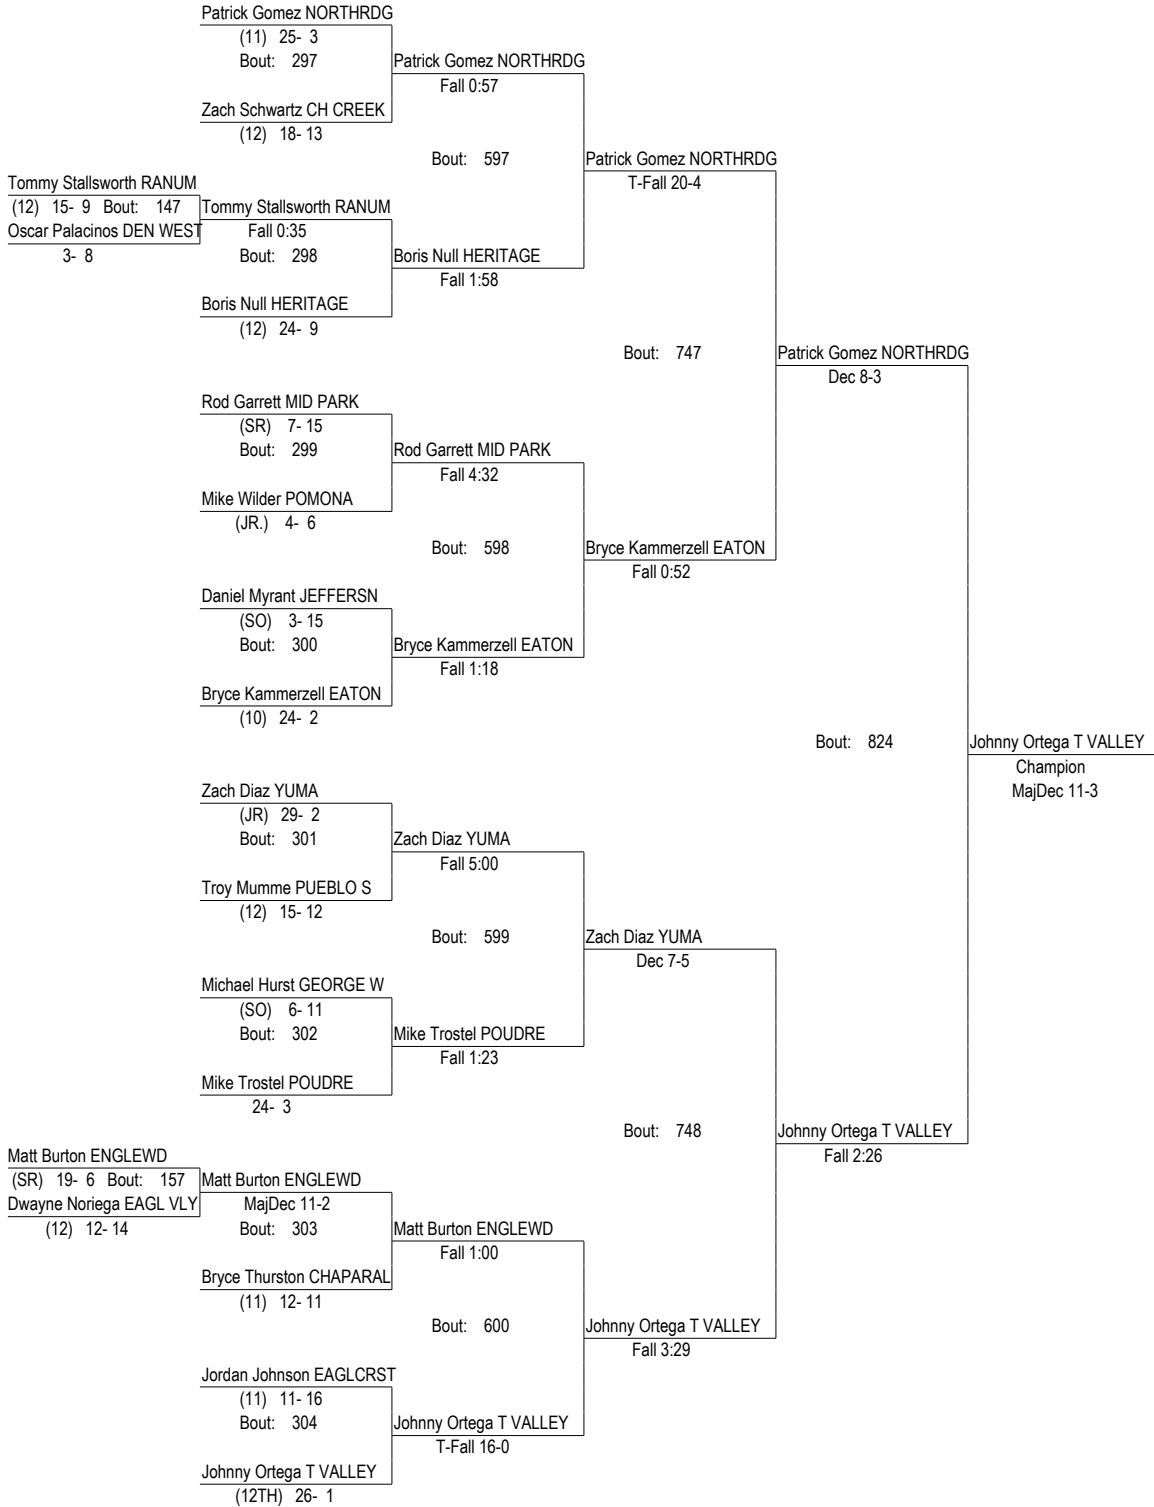 Patrick Gomez NORTHRDG
(11) 25- 3
Bout: 297
Patrick Gomez NORTHRDG
Fall 0:57
Zach Schwartz CH CREEK
(12) 18- 13
Bout: 597
Patrick Gomez NORTHRDG
T-Fall 20-4
Tommy Stallsworth RANUM
(12) 15- 9 Bout: 147
Tommy Stallsworth RANUM
Oscar Palacinos DEN WEST
Fall 0:35
3- 8
Bout: 298
Boris Null HERITAGE
Fall 1:58
Boris Null HERITAGE
(12) 24- 9
Bout: 747
Patrick Gomez NORTHRDG
Dec 8-3
Rod Garrett MID PARK
(SR) 7- 15
Bout: 299
Rod Garrett MID PARK
Fall 4:32
Mike Wilder POMONA
(JR.) 4- 6
Bout: 598
Bryce Kammerzell EATON
Fall 0:52
Daniel Myrant JEFFERSN
(SO) 3- 15
Bout: 300
Bryce Kammerzell EATON
Fall 1:18
Bryce Kammerzell EATON
(10) 24- 2
Bout: 824
Johnny Ortega T VALLEY
Champion
MajDec 11-3
Zach Diaz YUMA
(JR) 29- 2
Bout: 301
Zach Diaz YUMA
Fall 5:00
Troy Mumme PUEBLO S
(12) 15- 12
Bout: 599
Zach Diaz YUMA
Dec 7-5
Michael Hurst GEORGE W
(SO) 6- 11
Bout: 302
Mike Trostel POUDRE
Fall 1:23
Mike Trostel POUDRE
24- 3
Bout: 748
Johnny Ortega T VALLEY
Fall 2:26
Matt Burton ENGLEWD
(SR) 19- 6 Bout: 157
Matt Burton ENGLEWD
Dwayne Noriega EAGL VLY
MajDec 11-2
(12) 12- 14
Bout: 303
Matt Burton ENGLEWD
Fall 1:00
Bryce Thurston CHAPARAL
(11) 12- 11
Bout: 600
Johnny Ortega T VALLEY
Fall 3:29
Jordan Johnson EAGLCRST
(11) 11- 16
Bout: 304
Johnny Ortega T VALLEY
T-Fall 16-0
Johnny Ortega T VALLEY
(12TH) 26- 1